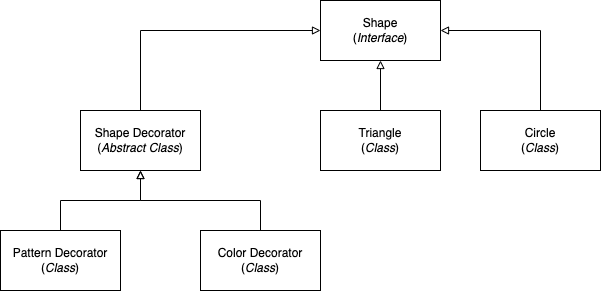 Shape
(Interface)
Shape Decorator
(Abstract Class)
Triangle
(Class)
Circle
(Class)
Pattern Decorator
(Class)
Color Decorator
(Class)